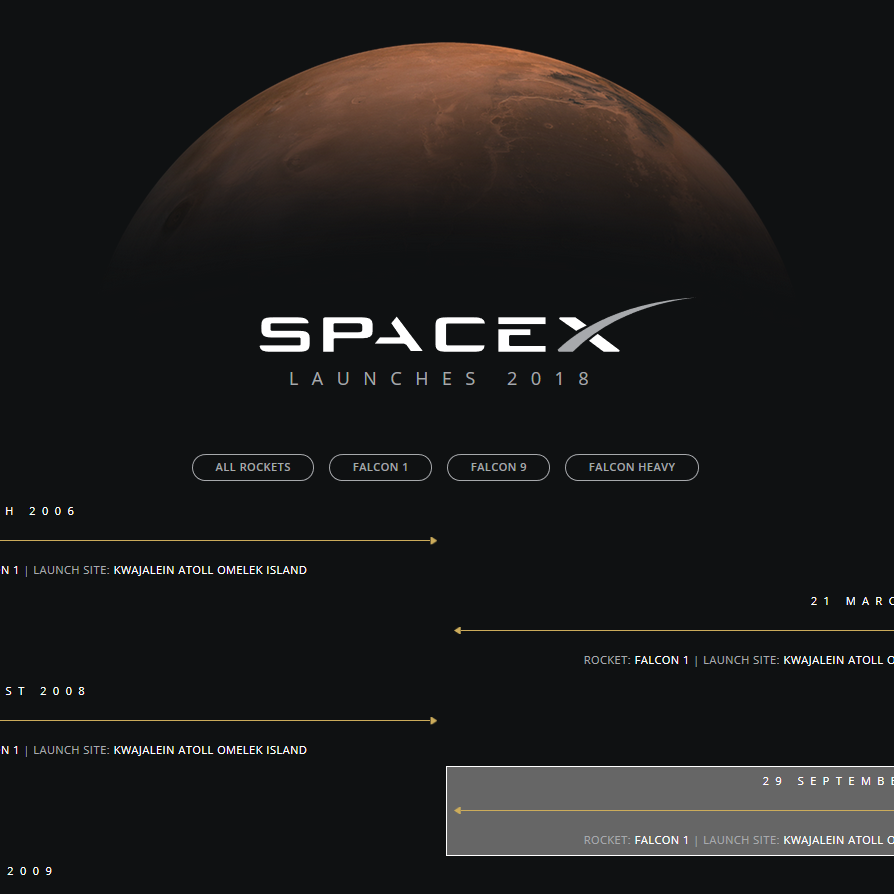 SPACEX
LAUNCHES 2018
ALL ROCKETS FALCON 1 FALCON 9 FALCON HEAVY
H 2006
N 1 | LAUNCH SITE: KWAJALEIN ATOLL OMELEK ISLAND
21 MARC
ROCKET: FALCON 1 | LAUNCH SITE: KWAJALEIN ATOLL O
ST 2008
N 1 | LAUNCH SITE: KWAJALEIN ATOLL OMELEK ISLAND
29 SEPTEMBE
ROCKET: FALCON 1 | LAUNCH SITE: KWAJALEIN ATOLL O
2009